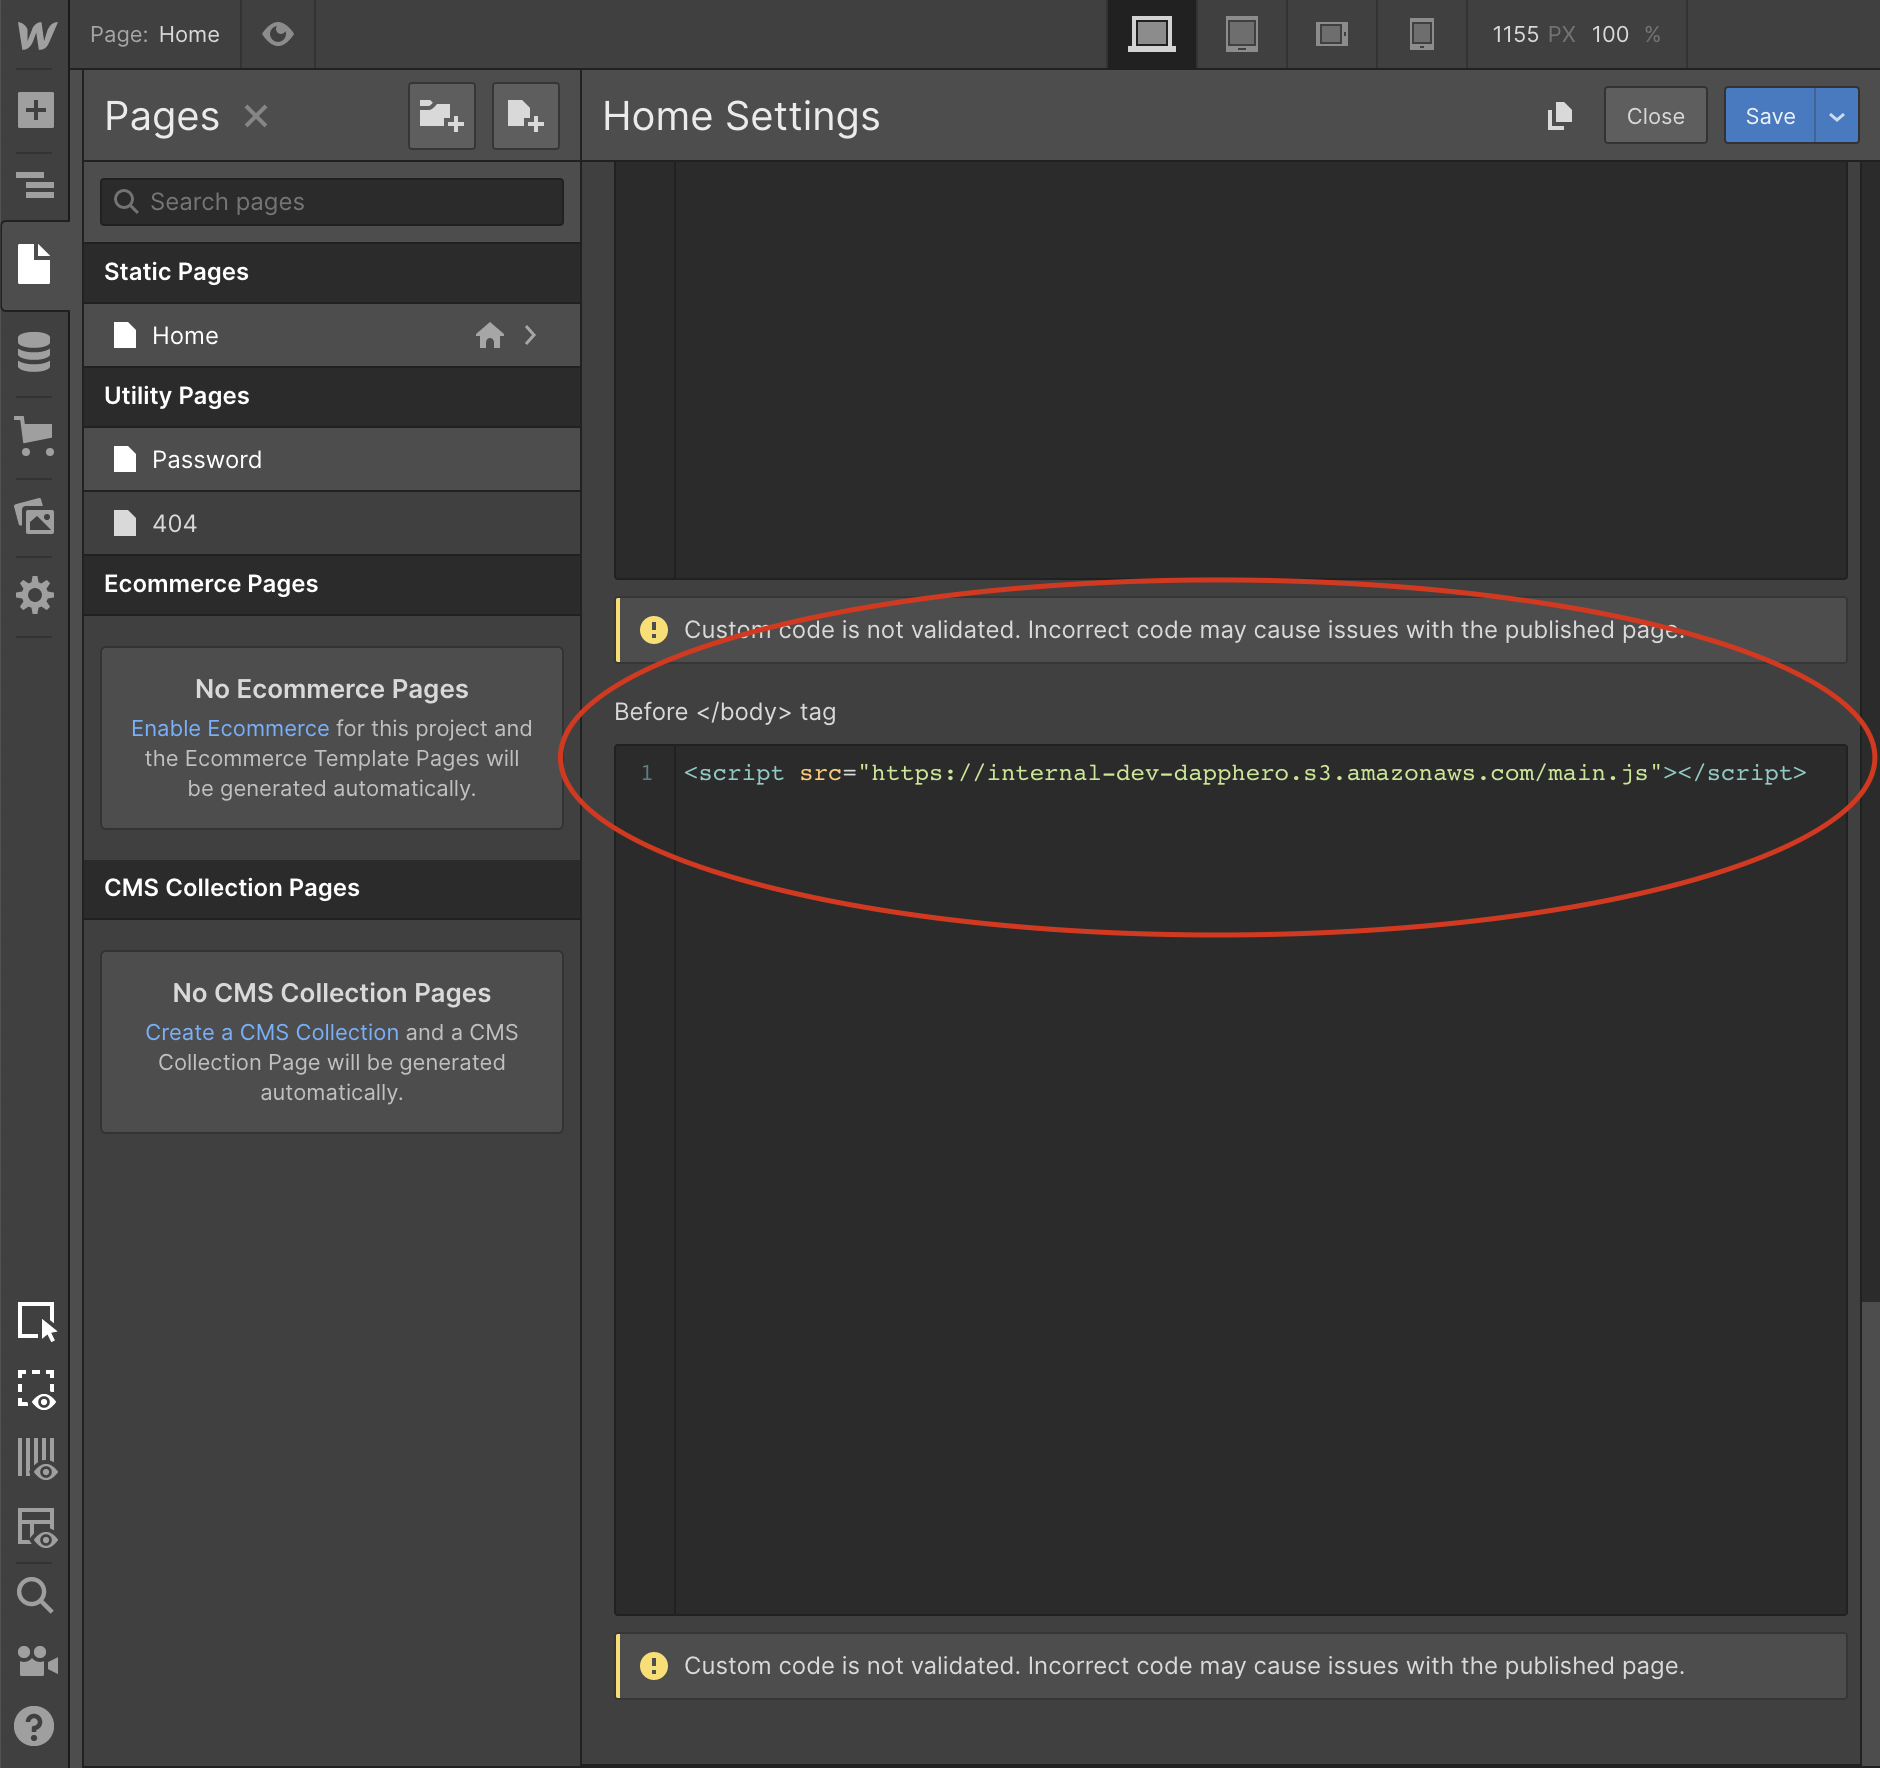 Page: Home
1155 PX 100 %
Pages
Home Settings
Close
Save
Search pages
Static Pages
Home
Utility Pages
Password
404
Ecommerce Pages
No Ecommerce Pages
Enable Ecommerce for this project and
the Ecommerce Template Pages will
be generated automatically.
CMS Collection Pages
No CMS Collection Pages
Create a CMS Collection and a CMS
Collection Page will be generated
automatically.
Custom code is not validated. Incorrect code may cause issues with the published page.
Before </body> tag
1 <script src="https://internal-dev-dapphero.s3.amazonaws.com/main.js"></script>
Custom code is not validated. Incorrect code may cause issues with the published page.